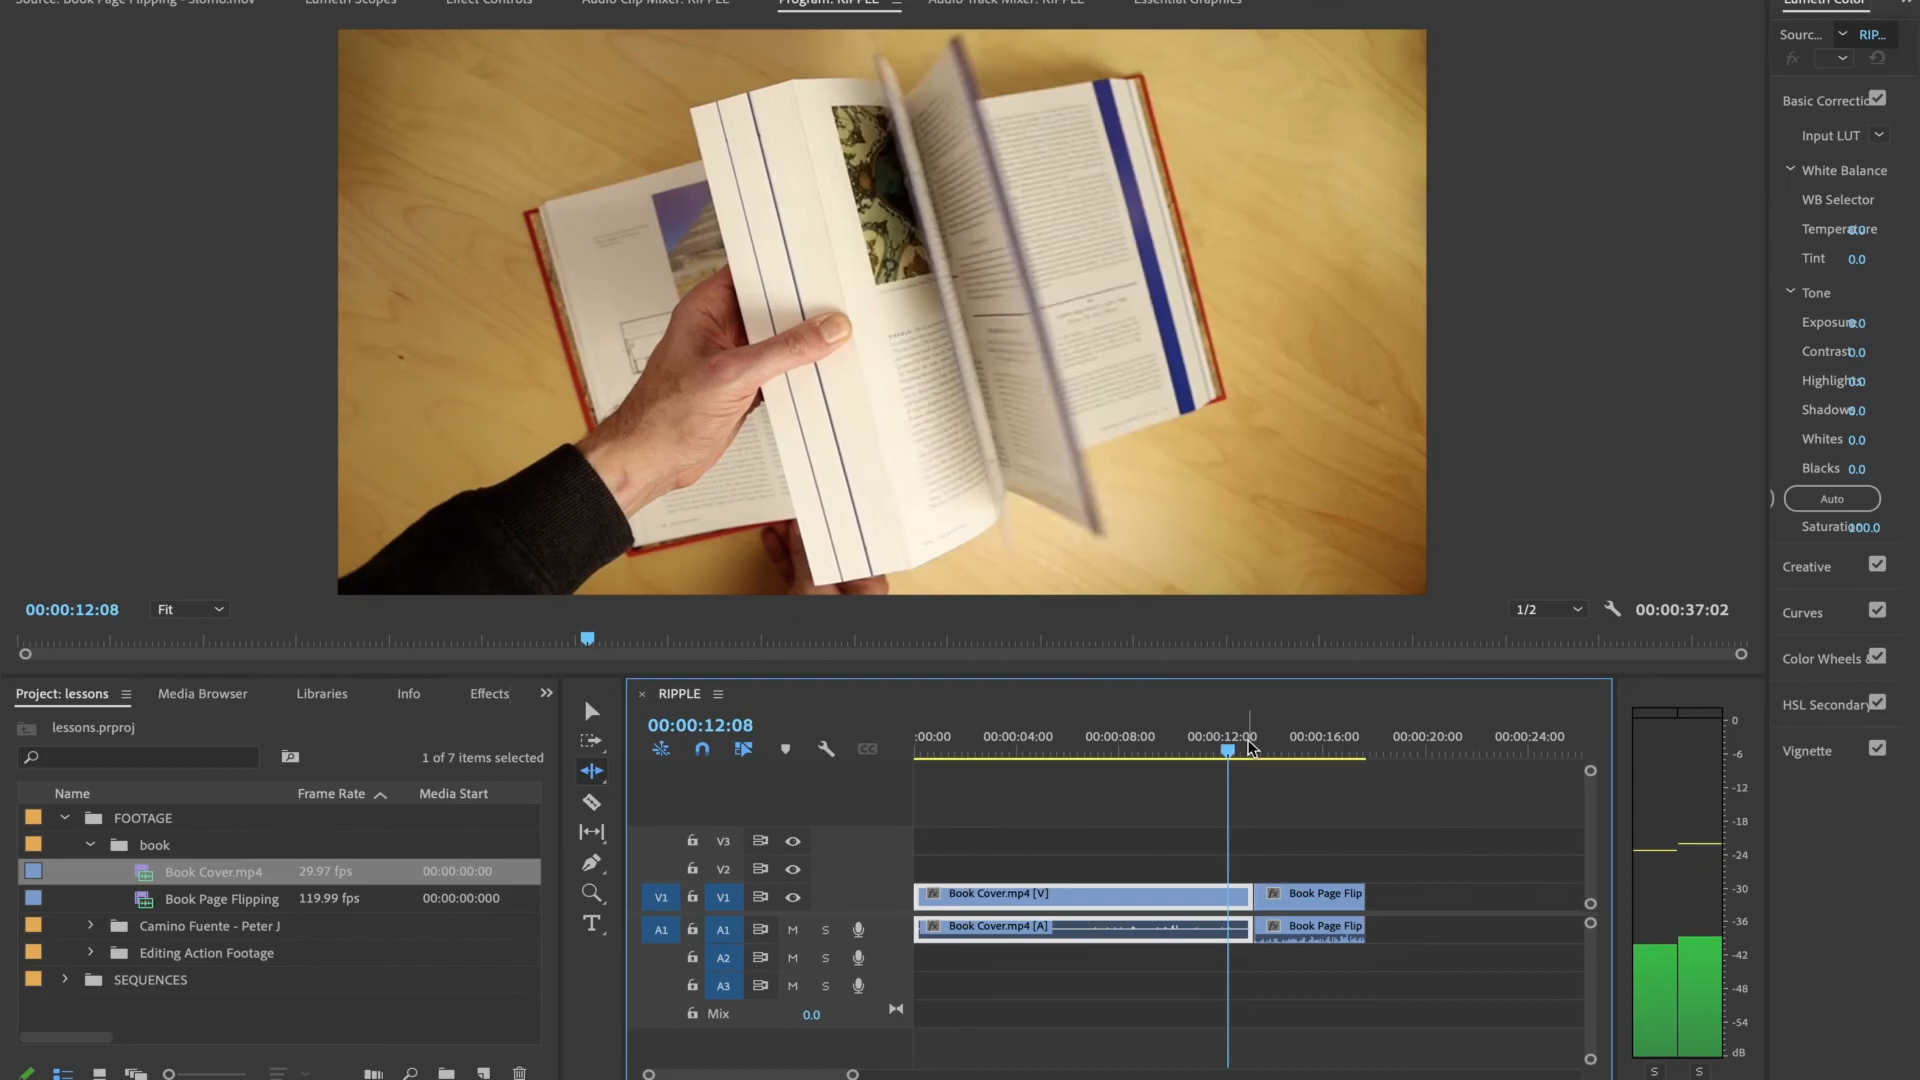 Source: Book Page Flipping - Slomo.mov
Lumetri Scopes
Effect Controls
Audio Clip Mixer: RIPPLE
Program: RIPPLE
Audio Track Mixer: RIPPLE
Essential Graphics
Lumetri Color
Sourc...
RIP...
fx
Basic Correctio
Input LUT
White Balance
WB Selector
Temperature
0.0
Tint
0.0
Tone
Exposure
0.0
Contrast
0.0
Highlights
0.0
Shadows
0.0
Whites
0.0
Blacks
0.0
Auto
Saturatio
100.0
Creative
Curves
Color Wheels &
HSL Secondary
Vignette
00:00:12:08
Fit
1/2
00:00:37:02
Project: lessons
Media Browser
Libraries
Info
Effects
lessons.prproj
1 of 7 items selected
Name
Frame Rate
Media Start
FOOTAGE
book
Book Cover.mp4
29.97 fps
00:00:00:00
Book Page Flipping
119.99 fps
00:00:00:000
Camino Fuente - Peter J
Editing Action Footage
SEQUENCES
× RIPPLE
00:00:12:08
:00:00
00:00:04:00
00:00:08:00
00:00:12:00
00:00:16:00
00:00:20:00
00:00:24:00
CC
V3
V2
V1
V1
fx Book Cover.mp4 [V]
fx Book Page Flip
A1
A1
M
S
fx Book Cover.mp4 [A]
fx Book Page Flip
A2
M
S
A3
M
S
Mix
0.0
0
-6
-12
-18
-24
-30
-36
-42
-48
-54
dB
S
S